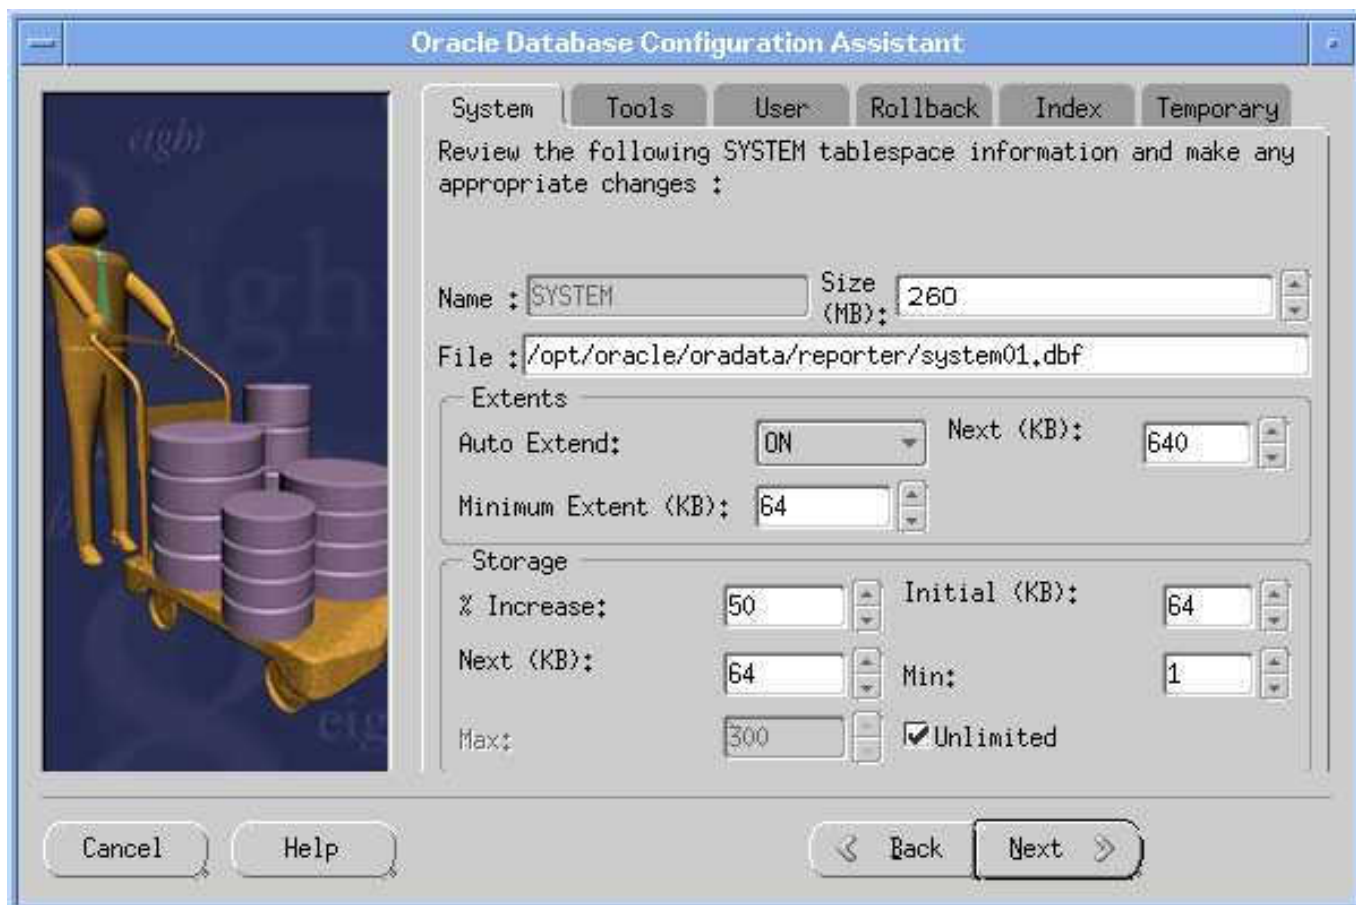 Oracle Database Configuration Assistant
System Tools User Rollback Index Temporary
Review the following SYSTEM tablespace information and make any
appropriate changes :
Name : SYSTEM Size (MB): 260
File : /opt/oracle/oradata/reporter/system01.dbf
Extents
Auto Extend: ON Next (KB): 640
Minimum Extent (KB): 64
Storage
% Increase: 50 Initial (KB): 64
Next (KB): 64 Min: 1
Max: 300 Unlimited
eight
eight
eig
Cancel Help Back Next